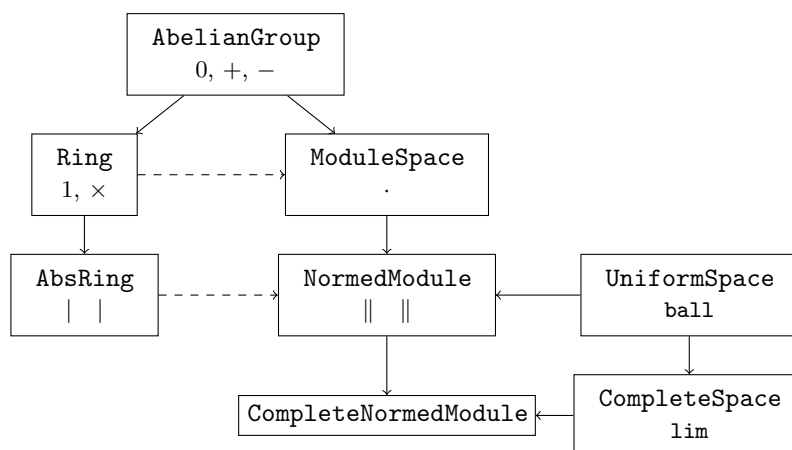 AbelianGroup
0, +, −
Ring
1, ×
ModuleSpace
·
AbsRing
| |
NormedModule
‖ ‖
UniformSpace
ball
CompleteNormedModule
CompleteSpace
lim